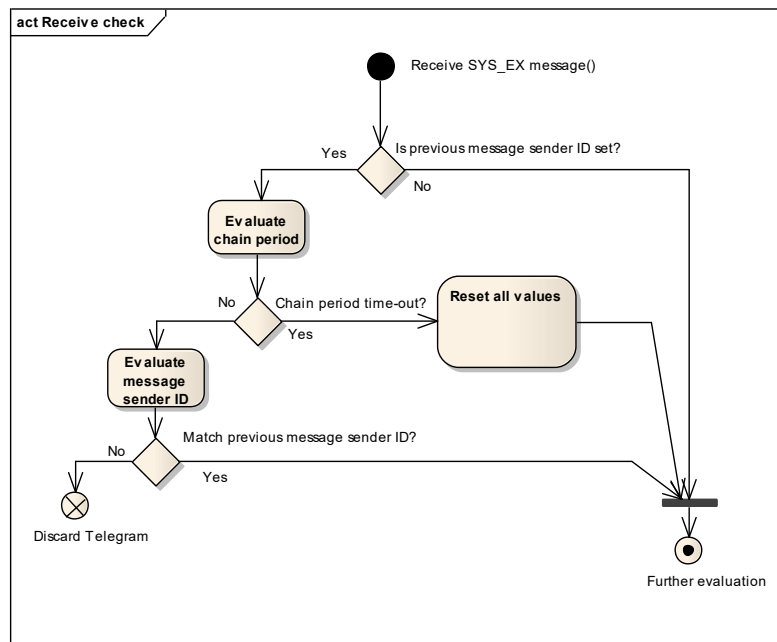 act Receive check
Receive SYS_EX message()
Is previous message sender ID set?
Yes
No
Evaluate
chain period
No
Chain period time-out?
Yes
Reset all values
Evaluate
message
sender ID
Match previous message sender ID?
No
Yes
Discard Telegram
Further evaluation